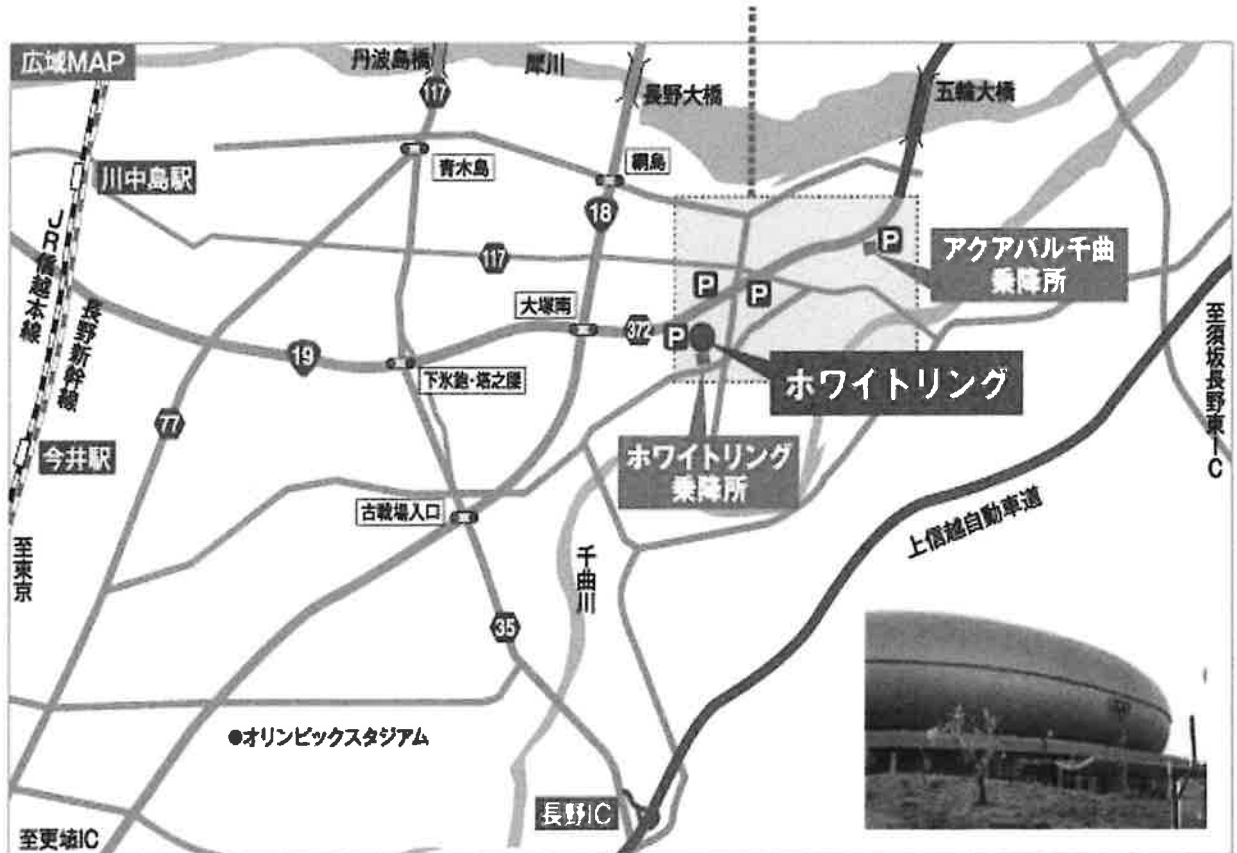 広域MAP
丹波島橋
犀川
長野大橋
五輪大橋
117
青木島
綱島
川中島駅
18
JR信越本線
長野新幹線
117
P
アクアパル千曲
乗降所
P
P
大塚南
372
P
19
下氷鉋・塔之腰
ホワイトリング
至須坂長野東IC
77
今井駅
ホワイトリング
乗降所
古戦場入口
上信越自動車道
至東京
千曲川
35
●オリンピックスタジアム
長野IC
至更埴IC